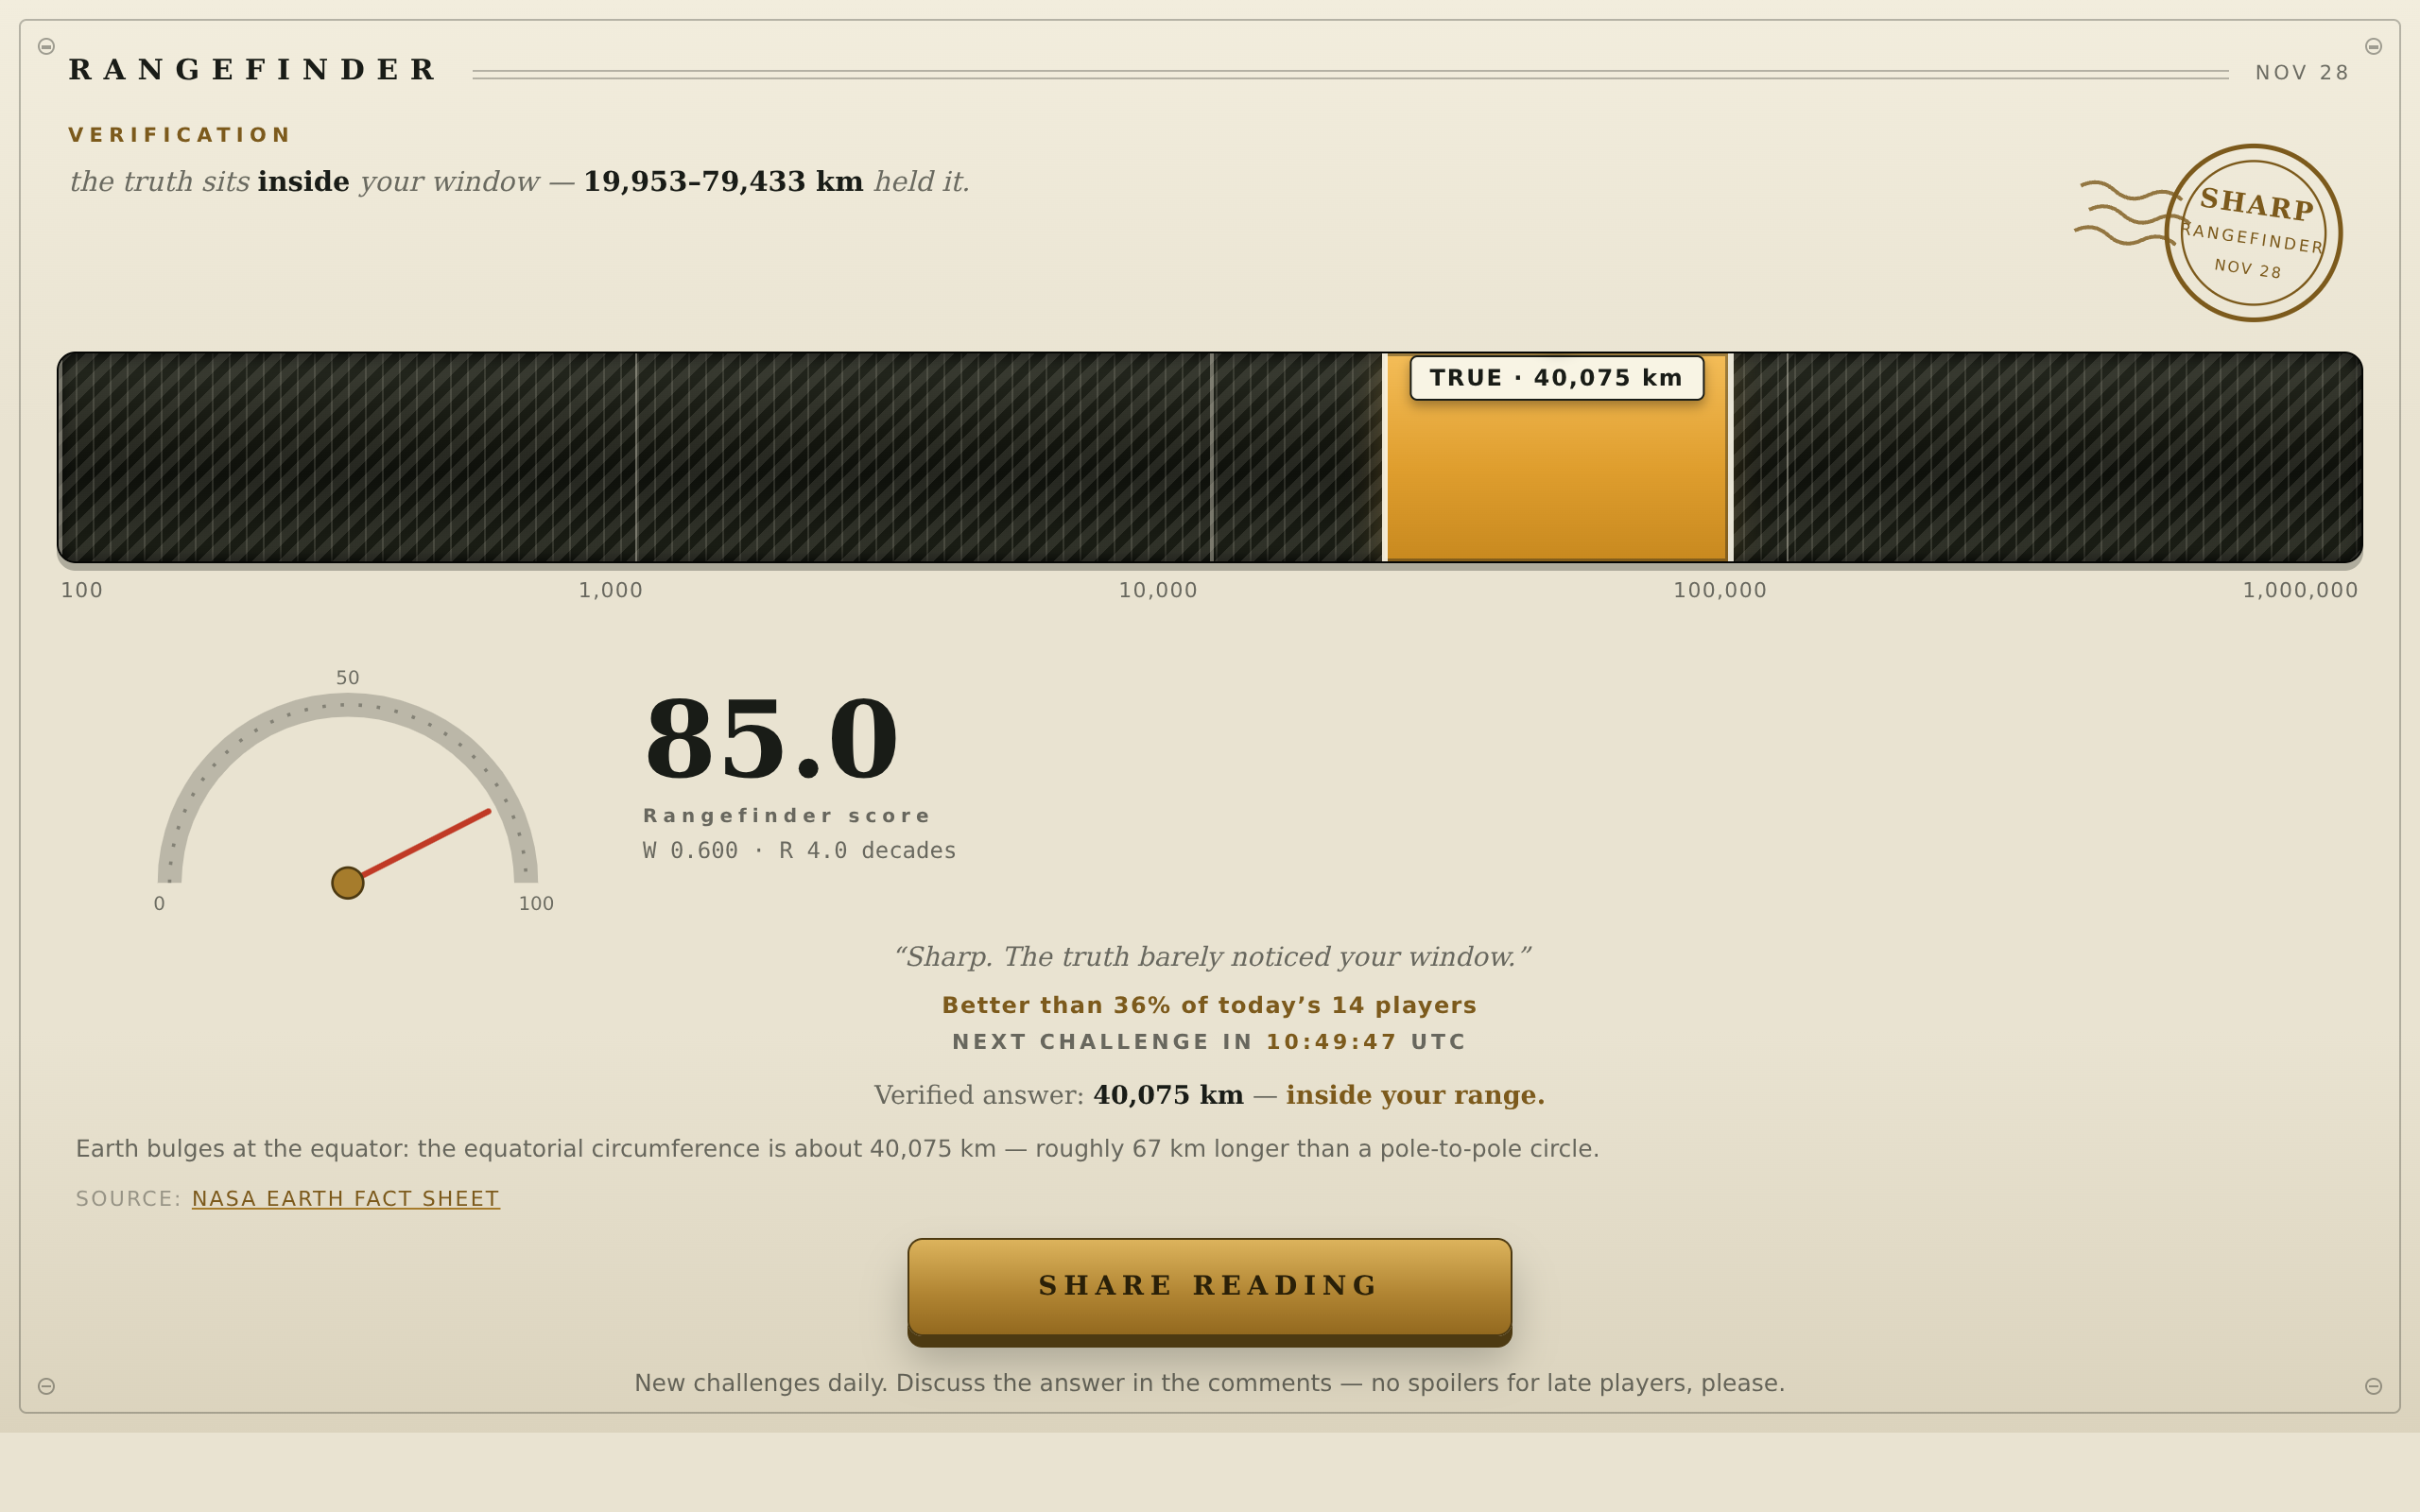 RANGEFINDER
NOV 28
VERIFICATION
the truth sits inside your window — 19,953–79,433 km held it.
SHARP
RANGEFINDER
NOV 28
TRUE · 40,075 km
100 1,000 10,000 100,000 1,000,000
50
0 100
85.0
Rangefinder score
W 0.600 · R 4.0 decades
“Sharp. The truth barely noticed your window.”
Better than 36% of today’s 14 players
NEXT CHALLENGE IN 10:49:47 UTC
Verified answer: 40,075 km — inside your range.
Earth bulges at the equator: the equatorial circumference is about 40,075 km — roughly 67 km longer than a pole-to-pole circle.
SOURCE: NASA EARTH FACT SHEET
SHARE READING
New challenges daily. Discuss the answer in the comments — no spoilers for late players, please.